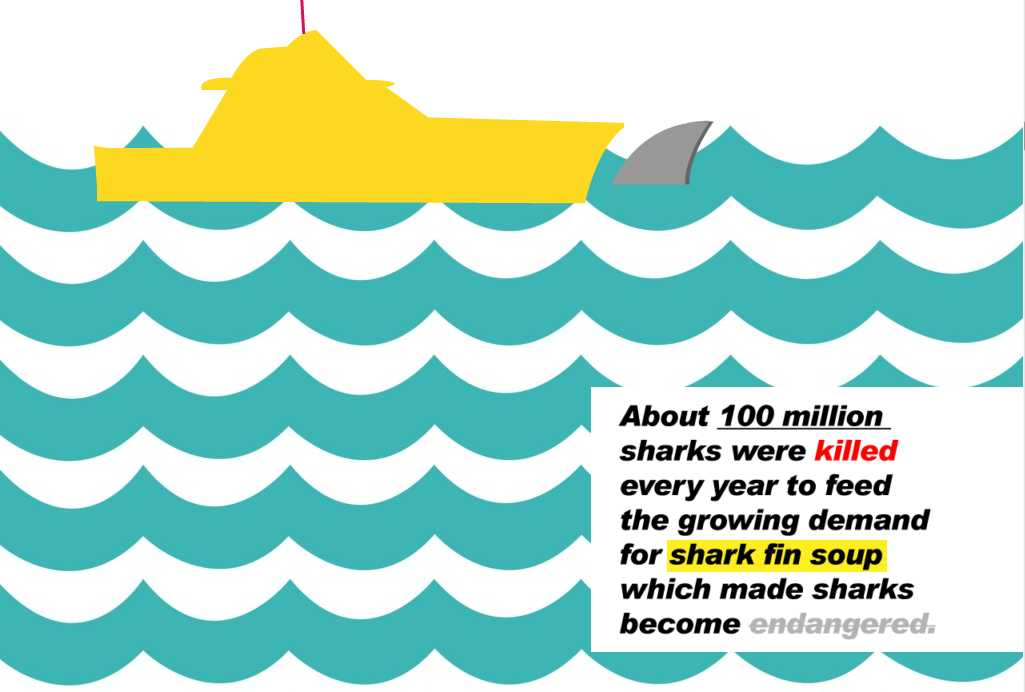 About 100 million
sharks were killed
every year to feed
the growing demand
for shark fin soup
which made sharks
become endangered.